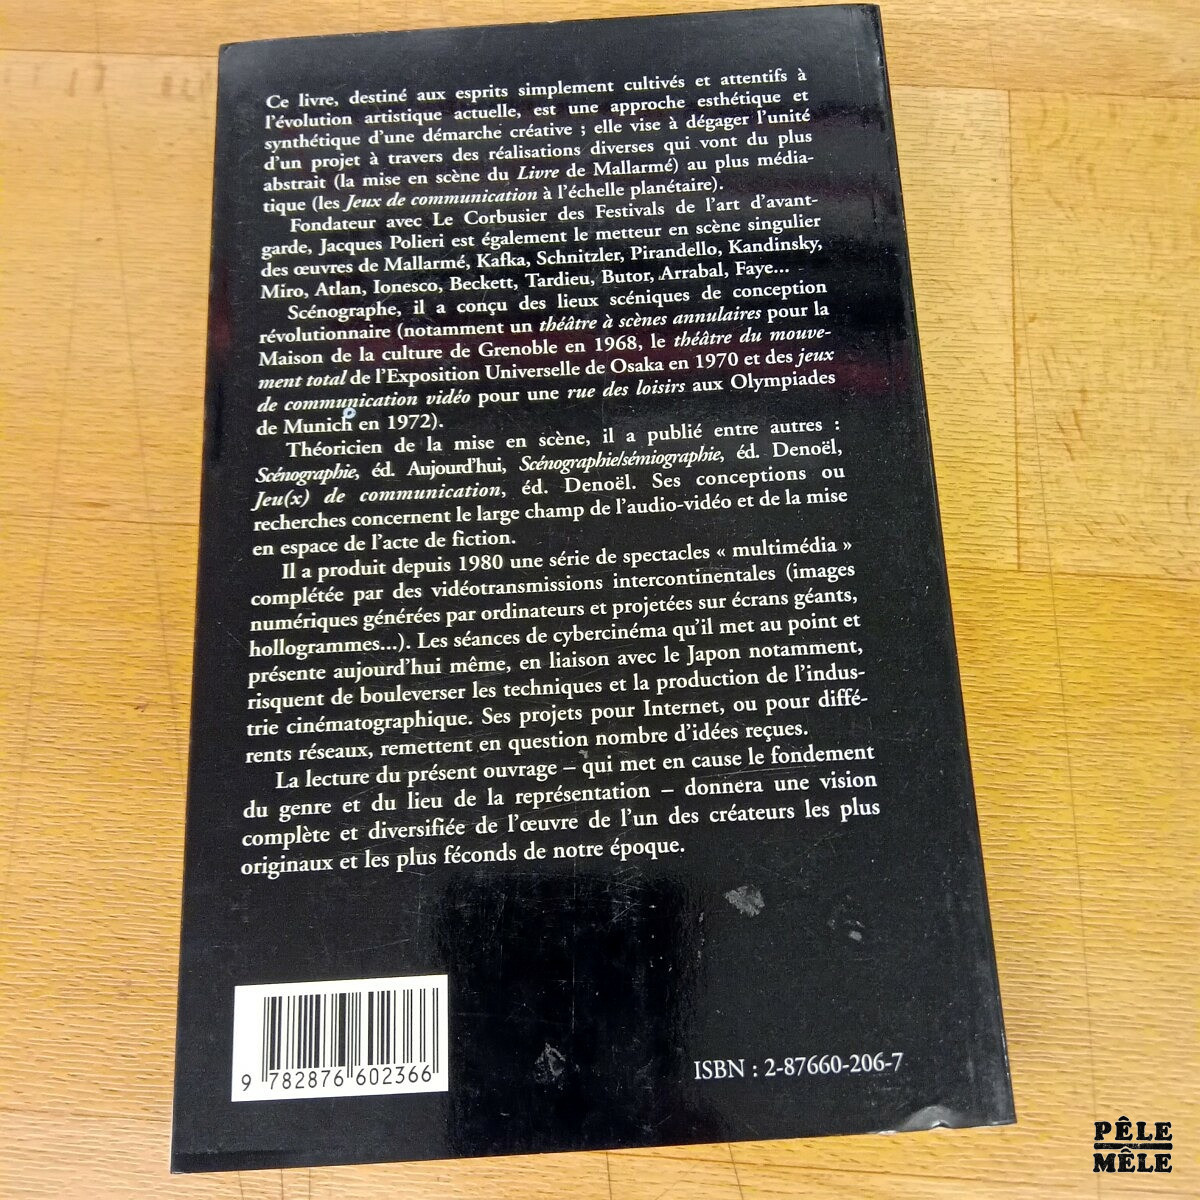 Ce livre, destiné aux esprits simplement cultivés et attentifs à
l'évolution artistique actuelle, est une approche esthétique et
synthétique d'une démarche créative ; elle vise à dégager l'unité
d'un projet à travers des réalisations diverses qui vont du plus
abstrait (la mise en scène du Livre de Mallarmé) au plus média-
tique (les Jeux de communication à l'échelle planétaire).
Fondateur avec Le Corbusier des Festivals de l'art d'avant-
garde, Jacques Polieri est également le metteur en scène singulier
des œuvres de Mallarmé, Kafka, Schnitzler, Pirandello, Kandinsky,
Miro, Atlan, Ionesco, Beckett, Tardieu, Butor, Arrabal, Faye...
Scénographe, il a conçu des lieux scéniques de conception
révolutionnaire (notamment un théâtre à scènes annulaires pour la
Maison de la culture de Grenoble en 1968, le théâtre du mouve-
ment total de l'Exposition Universelle de Osaka en 1970 et des jeux
de communication vidéo pour une rue des loisirs aux Olympiades
de Munich en 1972).
Théoricien de la mise en scène, il a publié entre autres :
Scénographie, éd. Aujourd'hui, Scénographie/sémiographie, éd. Denoël,
Jeu(x) de communication, éd. Denoël. Ses conceptions ou
recherches concernent le large champ de l'audio-vidéo et de la mise
en espace de l'acte de fiction.
Il a produit depuis 1980 une série de spectacles « multimédia »
complétée par des vidéotransmissions intercontinentales (images
numériques générées par ordinateurs et projetées sur écrans géants,
hollogrammes...). Les séances de cybercinéma qu'il met au point et
présente aujourd'hui même, en liaison avec le Japon notamment,
risquent de bouleverser les techniques et la production de l'indus-
trie cinématographique. Ses projets pour Internet, ou pour diffé-
rents réseaux, remettent en question nombre d'idées reçues.
La lecture du présent ouvrage – qui met en cause le fondement
du genre et du lieu de la représentation – donnera une vision
complète et diversifiée de l'œuvre de l'un des créateurs les plus
originaux et les plus féconds de notre époque.
9 782876 602366
ISBN : 2-87660-206-7
PÊLE
MÊLE